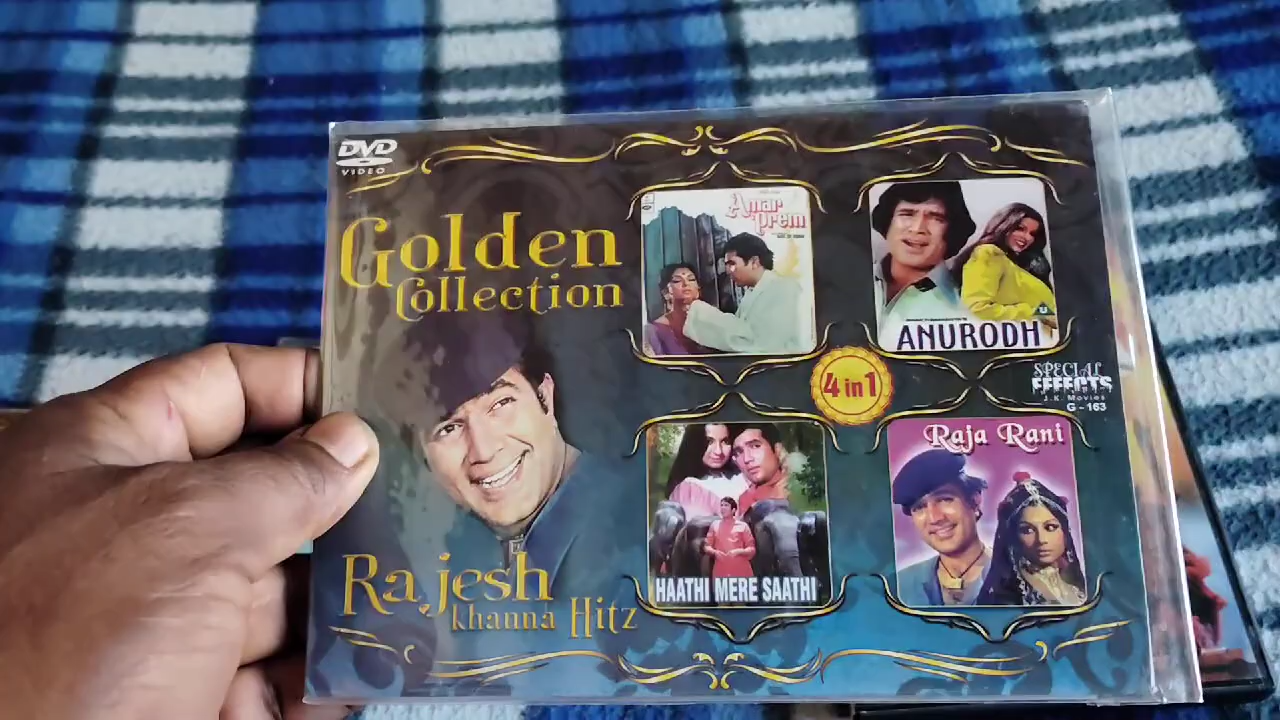 DVD
VIDEO
Golden
Collection
Rajesh
khanna Hitz
Amar
Prem
ANURODH
U
4 in 1
SPECIAL
EFFECTS
J.K. Movies
G - 163
HAATHI MERE SAATHI
Raja Rani